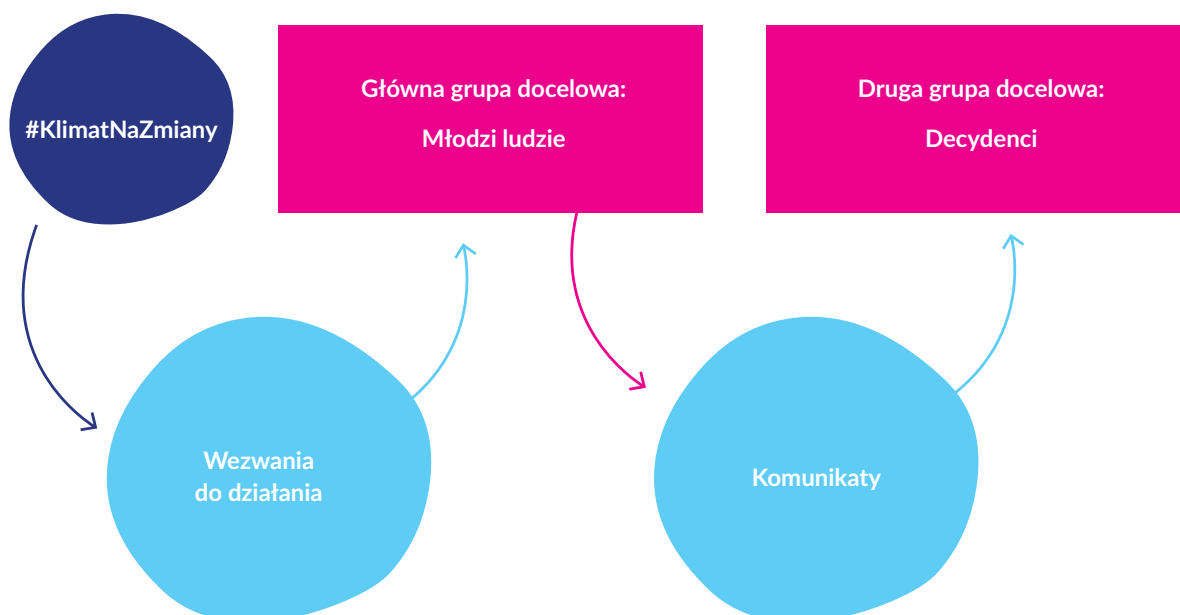 #KlimatNaZmiany
Główna grupa docelowa:
Młodzi ludzie
Druga grupa docelowa:
Decydenci
Wezwania
do działania
Komunikaty